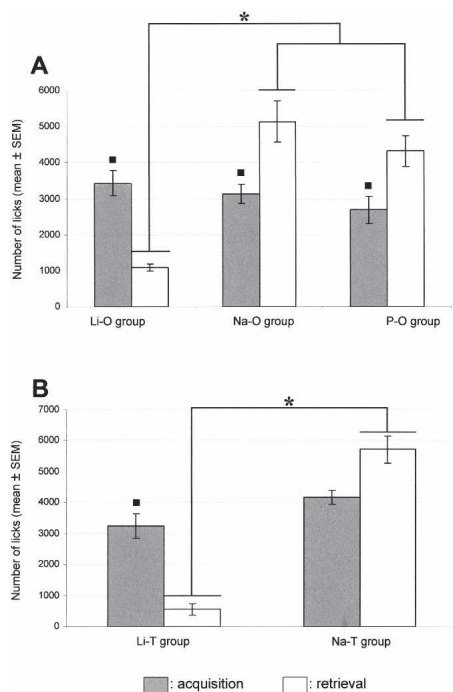 *
A
Number of licks (mean ± SEM)
6000
5000
4000
3000
2000
1000
0
Li-O group
Na-O group
P-O group
B
*
Number of licks (mean ± SEM)
7000
6000
5000
4000
3000
2000
1000
0
Li-T group
Na-T group
: acquisition
: retrieval